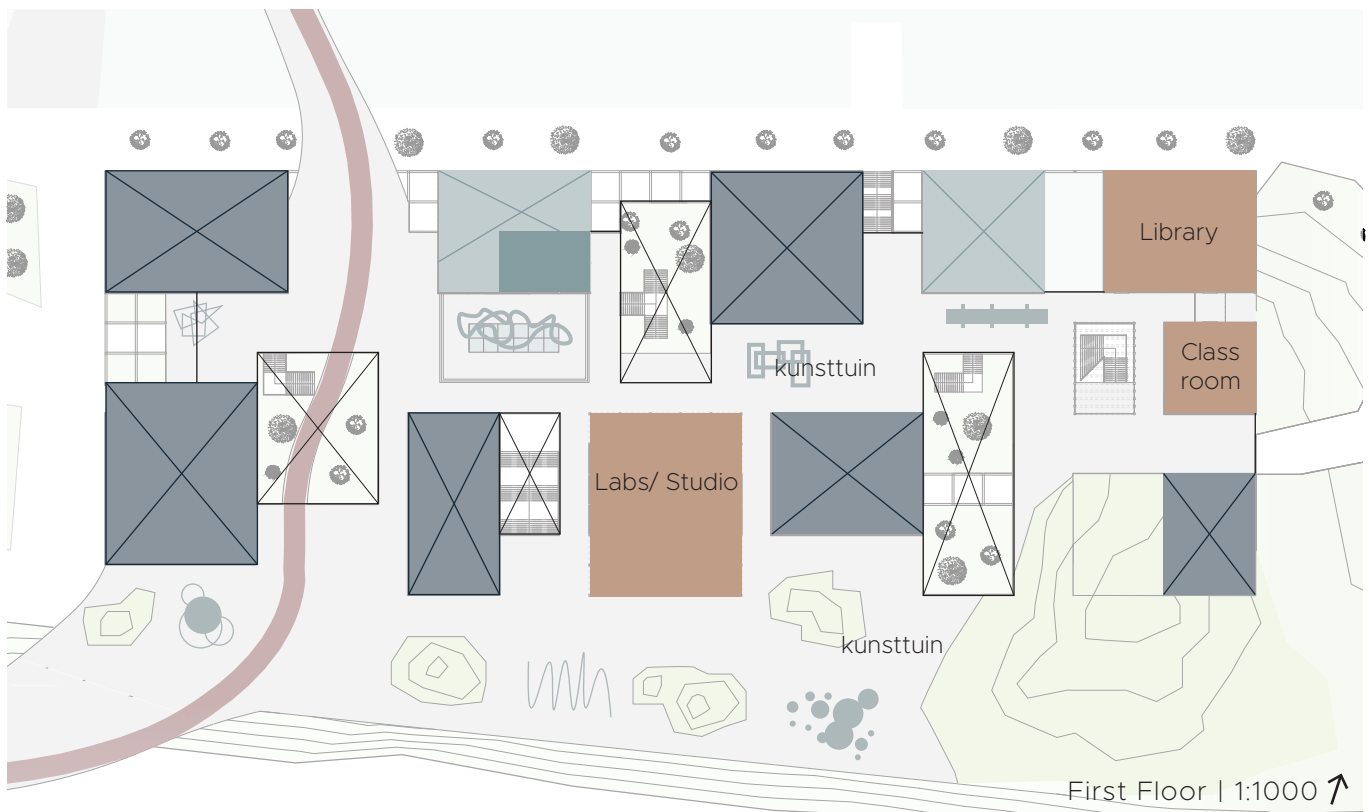 Library
Class
room
kunsttuin
Labs/ Studio
kunsttuin
First Floor | 1:1000